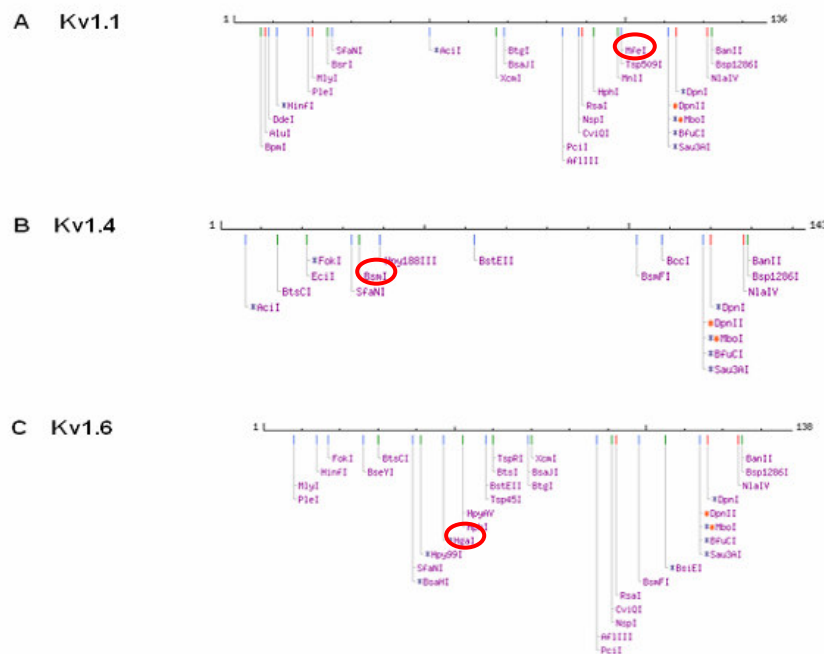 A Kv1.1
1 136
SfaNI *AciI BtgI MfeI BanII
BsrI BsaJI Tsp509I Bsp1286I
MlyI XcmI MnlI NlaIV
PleI HphI *DpnI
*HinfI RsaI DpnII
DdeI NspI *MboI
AluI CviQI *BfuCI
BpmI PciI *Sau3AI
AflIII
B Kv1.4
1
*FokI Hpy188III BstEII BccI BanII
EciI BsmI BsmFI Bsp1286I
BtsCI SfaNI NlaIV
*AciI *DpnI
DpnII
*MboI
*BfuCI
*Sau3AI
C Kv1.6
1 138
FokI BtsCI TspRI XcmI BanII
HinfI BseYI BtsI BsaJI Bsp1286I
MlyI BstEII BtgI NlaIV
PleI Tsp45I *DpnI
HpyAV DpnII
HphI *MboI
HgaI *BfuCI
*Hpy99I *Sau3AI
SfaNI *BsiEI
*BsaHI BsmFI
RsaI
CviQI
NspI
AflIII
PciI